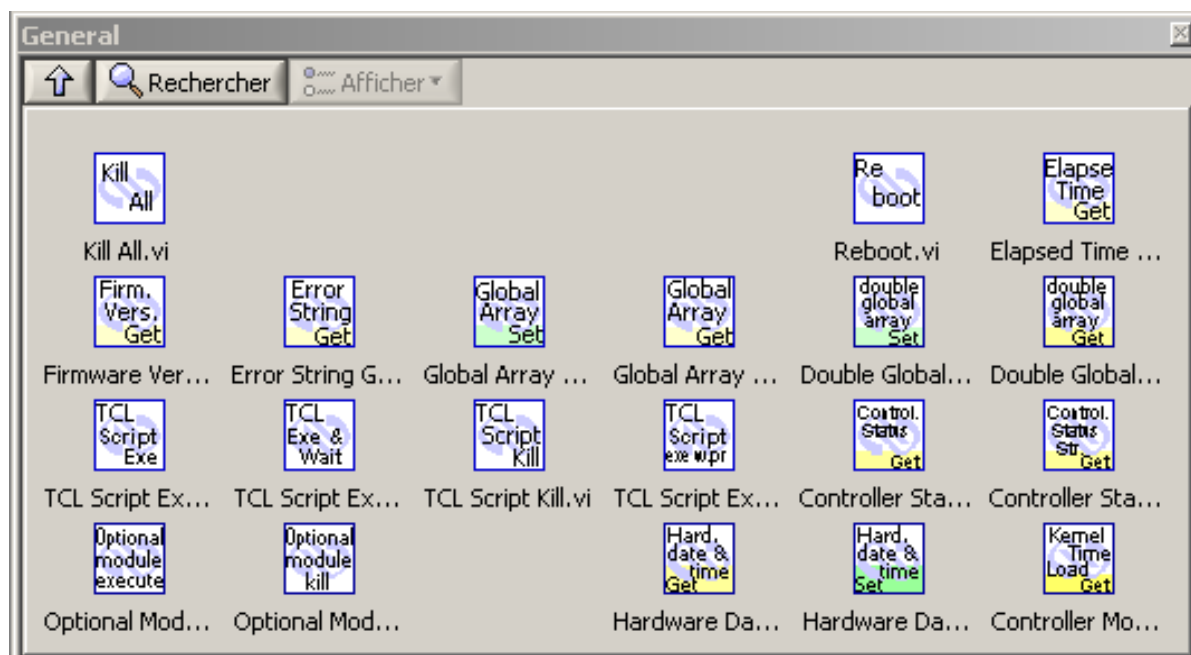 General
Rechercher Afficher
Kill All
Re boot
Elapse Time Get
Kill All.vi
Reboot.vi
Elapsed Time ...
Firm. Vers. Get
Error String Get
Global Array Set
Global Array Get
double global array Set
double global array Get
Firmware Ver...
Error String G...
Global Array ...
Global Array ...
Double Global...
Double Global...
TCL Script Exe
TCL Exe & Wait
TCL Script Kill
TCL Script exe w.pr
Control. Status Get
Control. Status Str. Get
TCL Script Ex...
TCL Script Ex...
TCL Script Kill.vi
TCL Script Ex...
Controller Sta...
Controller Sta...
Optional module execute
Optional module kill
Hard. date & time Get
Hard. date & time Set
Kernel Time Load Get
Optional Mod...
Optional Mod...
Hardware Da...
Hardware Da...
Controller Mo...